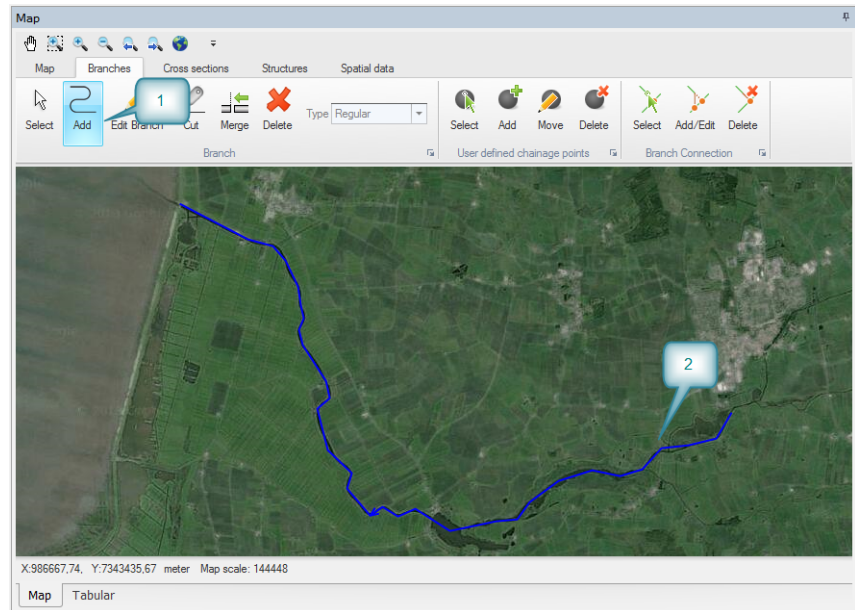 Map
Map Branches Cross sections Structures Spatial data
1
Select Add Edit Branch Cut Merge Delete Type Regular Select Add Move Delete Select Add/Edit Delete
Branch User defined chainage points Branch Connection
2
X:986667,74, Y:7343435,67 meter Map scale: 144448
Map Tabular